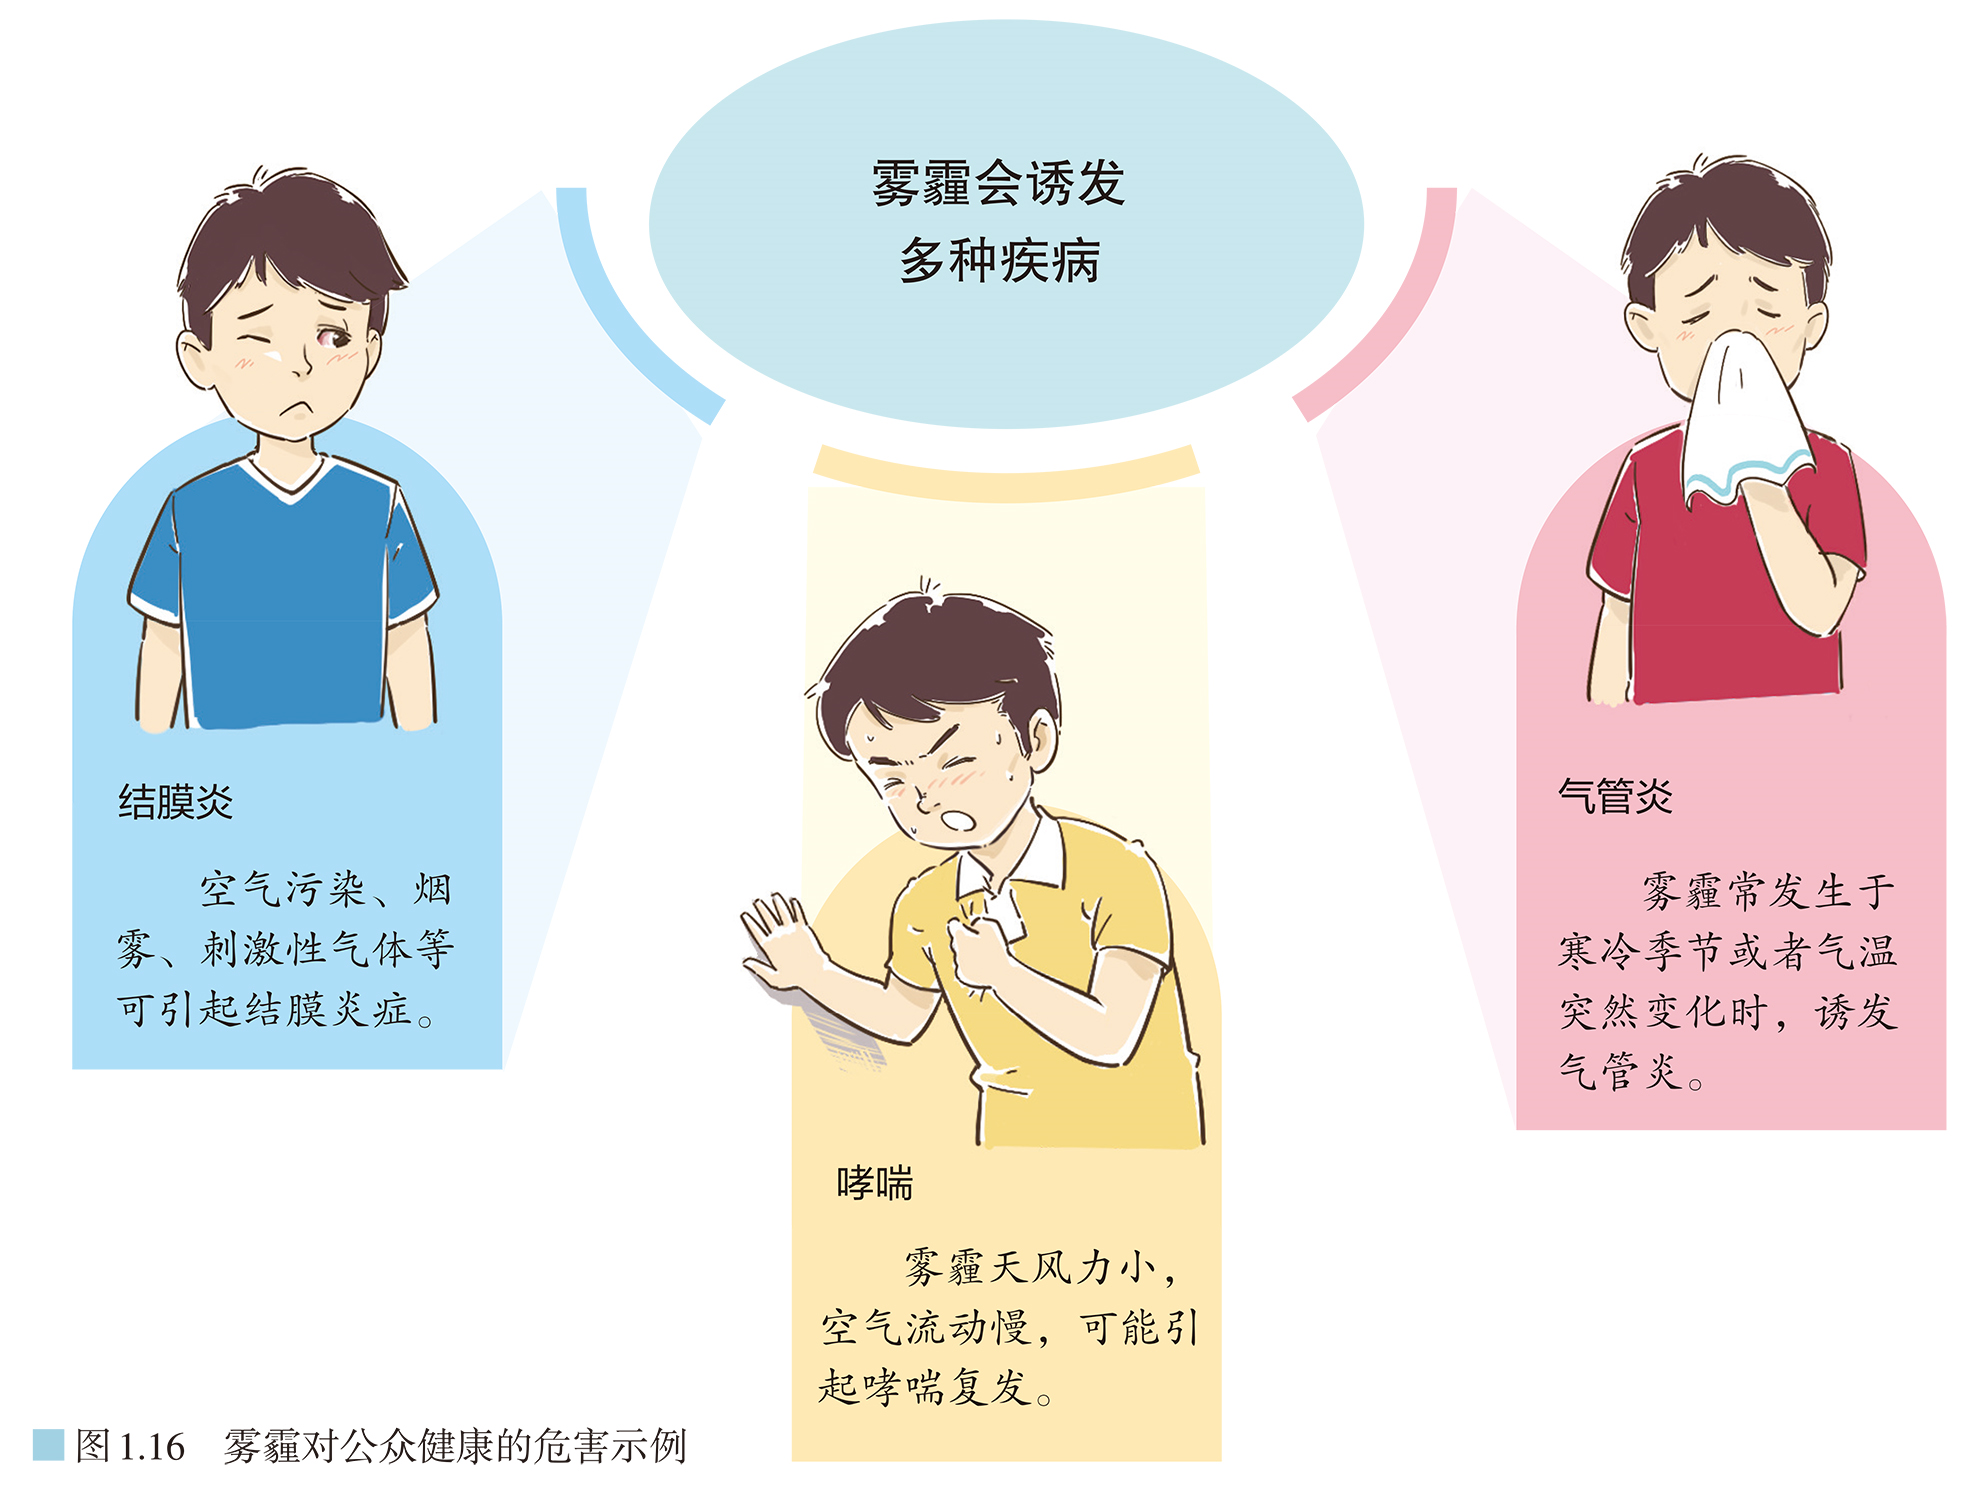 雾霾会诱发
多种疾病
结膜炎
空气污染、烟
雾、刺激性气体等
可引起结膜炎症。
哮喘
雾霾天风力小，
空气流动慢，可能引
起哮喘复发。
气管炎
雾霾常发生于
寒冷季节或者气温
突然变化时，诱发
气管炎。
图 1.16　雾霾对公众健康的危害示例